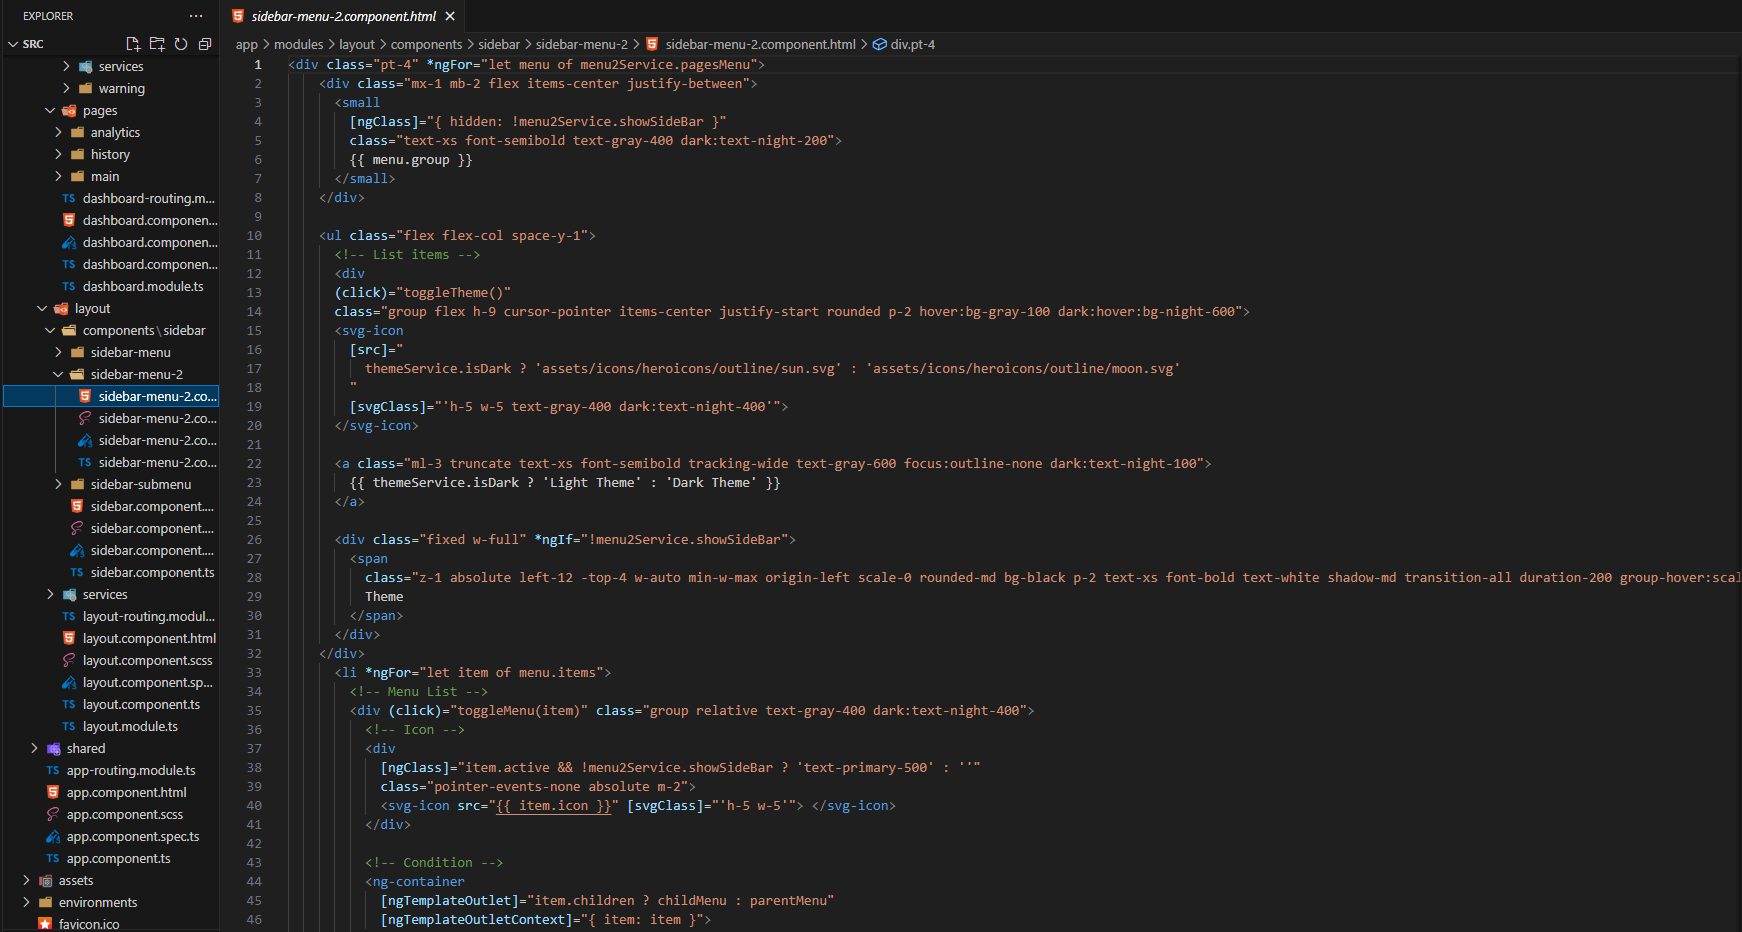 EXPLORER
SRC
services
warning
pages
analytics
history
main
dashboard-routing.m...
dashboard.componen...
dashboard.componen...
dashboard.componen...
dashboard.module.ts
layout
components\sidebar
sidebar-menu
sidebar-menu-2
sidebar-menu-2.co...
sidebar-menu-2.co...
sidebar-menu-2.co...
sidebar-menu-2.co...
sidebar-submenu
sidebar.component....
sidebar.component....
sidebar.component....
sidebar.component.ts
services
layout-routing.modul...
layout.component.html
layout.component.scss
layout.component.sp...
layout.component.ts
layout.module.ts
shared
app-routing.module.ts
app.component.html
app.component.scss
app.component.spec.ts
app.component.ts
assets
environments
favicon.ico
sidebar-menu-2.component.html
app > modules > layout > components > sidebar > sidebar-menu-2 > sidebar-menu-2.component.html > div.pt-4
1 <div class="pt-4" *ngFor="let menu of menu2Service.pagesMenu">
2 <div class="mx-1 mb-2 flex items-center justify-between">
3 <small
4 [ngClass]="{ hidden: !menu2Service.showSideBar }"
5 class="text-xs font-semibold text-gray-400 dark:text-night-200">
6 {{ menu.group }}
7 </small>
8 </div>
9
10 <ul class="flex flex-col space-y-1">
11 <!-- List items -->
12 <div
13 (click)="toggleTheme()"
14 class="group flex h-9 cursor-pointer items-center justify-start rounded p-2 hover:bg-gray-100 dark:hover:bg-night-600">
15 <svg-icon
16 [src]="
17 themeService.isDark ? 'assets/icons/heroicons/outline/sun.svg' : 'assets/icons/heroicons/outline/moon.svg'
18 "
19 [svgClass]="'h-5 w-5 text-gray-400 dark:text-night-400'">
20 </svg-icon>
21
22 <a class="ml-3 truncate text-xs font-semibold tracking-wide text-gray-600 focus:outline-none dark:text-night-100">
23 {{ themeService.isDark ? 'Light Theme' : 'Dark Theme' }}
24 </a>
25
26 <div class="fixed w-full" *ngIf="!menu2Service.showSideBar">
27 <span
28 class="z-1 absolute left-12 -top-4 w-auto min-w-max origin-left scale-0 rounded-md bg-black p-2 text-xs font-bold text-white shadow-md transition-all duration-200 group-hover:scal
29 Theme
30 </span>
31 </div>
32 </div>
33 <li *ngFor="let item of menu.items">
34 <!-- Menu List -->
35 <div (click)="toggleMenu(item)" class="group relative text-gray-400 dark:text-night-400">
36 <!-- Icon -->
37 <div
38 [ngClass]="item.active && !menu2Service.showSideBar ? 'text-primary-500' : ''"
39 class="pointer-events-none absolute m-2">
40 <svg-icon src="{{ item.icon }}" [svgClass]="'h-5 w-5'"> </svg-icon>
41 </div>
42
43 <!-- Condition -->
44 <ng-container
45 [ngTemplateOutlet]="item.children ? childMenu : parentMenu"
46 [ngTemplateOutletContext]="{ item: item }">